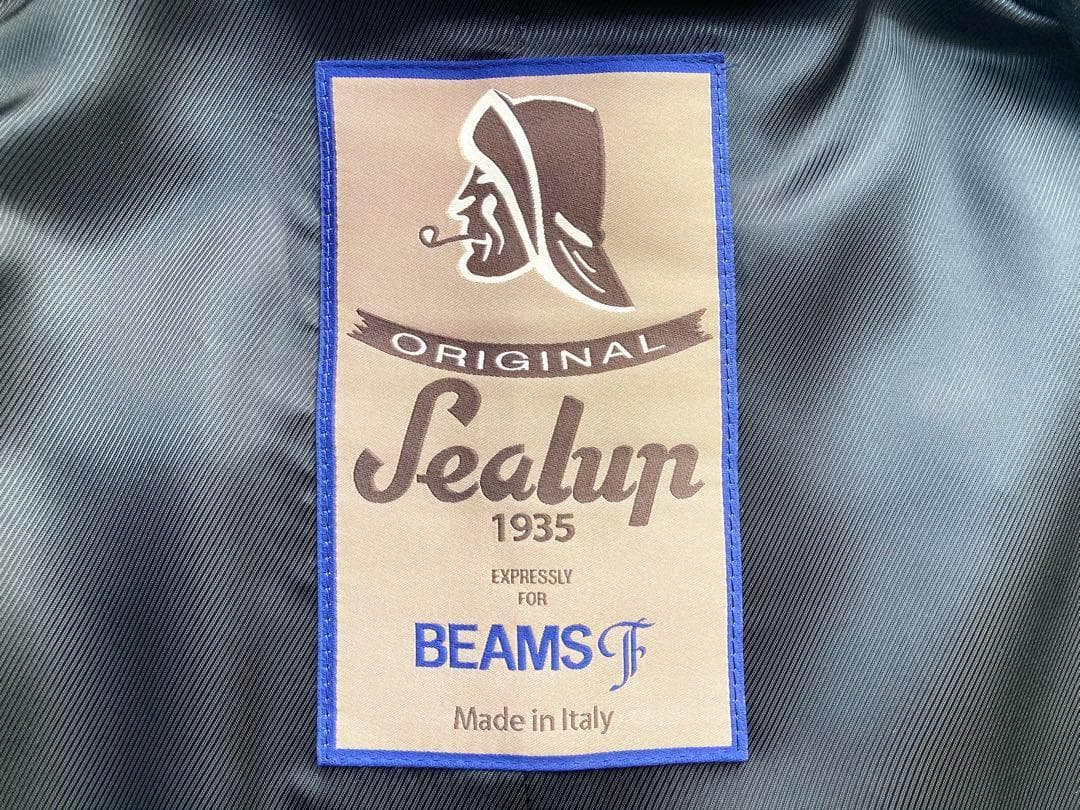 ORIGINAL
Sealup
1935
EXPRESSLY
FOR
BEAMS F
Made in Italy